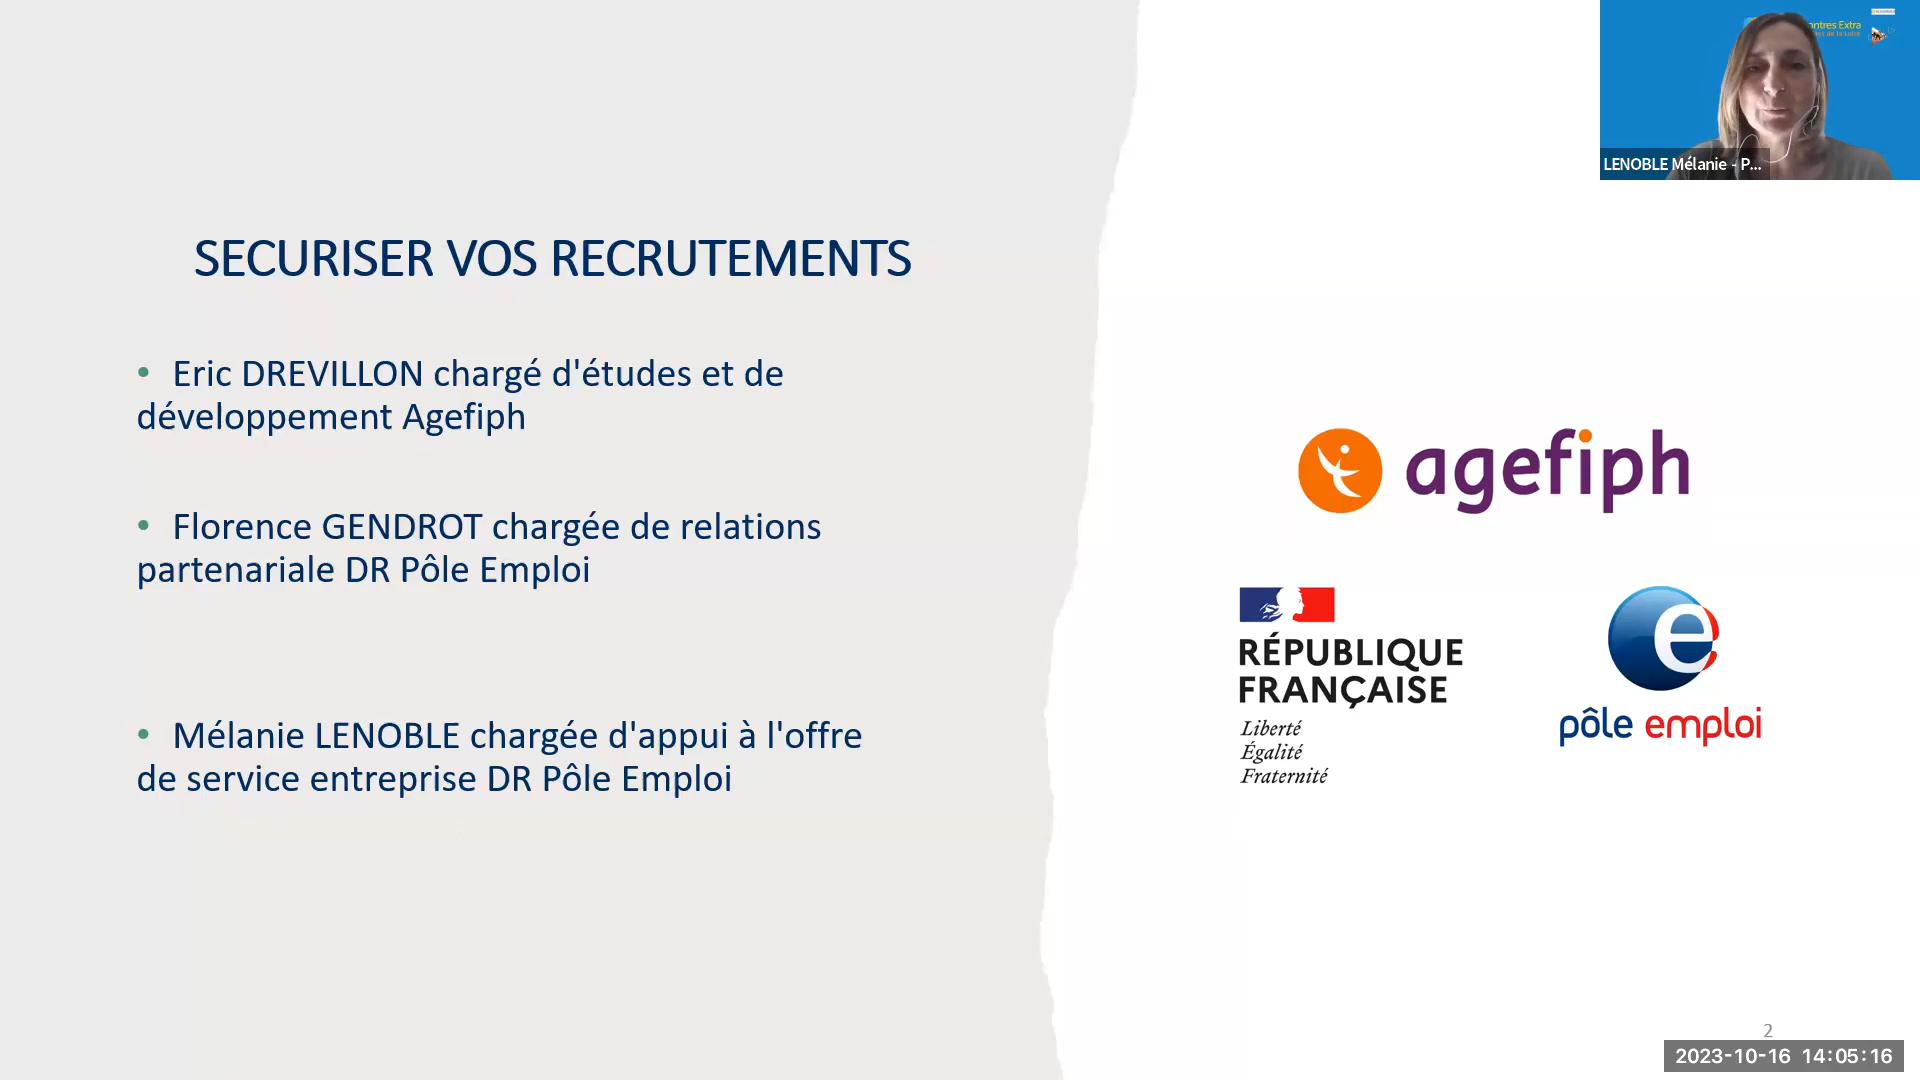 ntres Extra
LENOBLE Mélanie - P...
SECURISER VOS RECRUTEMENTS
• Eric DREVILLON chargé d'études et de
développement Agefiph
• Florence GENDROT chargée de relations
partenariale DR Pôle Emploi
• Mélanie LENOBLE chargée d'appui à l'offre
de service entreprise DR Pôle Emploi
agefiph
RÉPUBLIQUE
FRANÇAISE
Liberté
Égalité
Fraternité
pôle emploi
2
2023-10-16 14:05:16